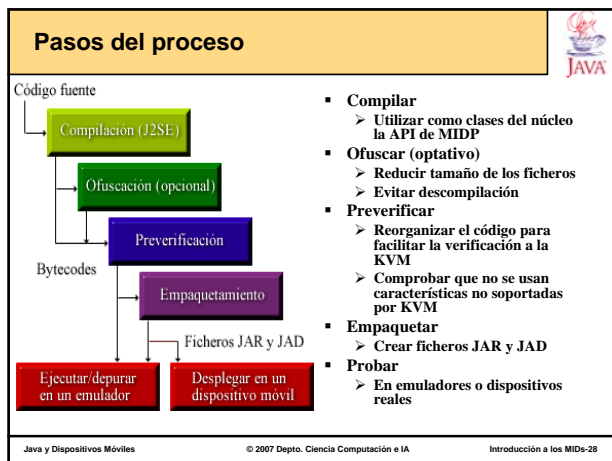 Pasos del proceso
JAVA
Código fuente
Compilación (J2SE)
Ofuscación (opcional)
Preverificación
Bytecodes
Empaquetamiento
Ficheros JAR y JAD
Ejecutar/depurar
en un emulador
Desplegar en un
dispositivo móvil
▪ Compilar
➢ Utilizar como clases del núcleo
la API de MIDP
▪ Ofuscar (optativo)
➢ Reducir tamaño de los ficheros
➢ Evitar descompilación
▪ Preverificar
➢ Reorganizar el código para
facilitar la verificación a la
KVM
➢ Comprobar que no se usan
características no soportadas
por KVM
▪ Empaquetar
➢ Crear ficheros JAR y JAD
▪ Probar
➢ En emuladores o dispositivos
reales
Java y Dispositivos Móviles
© 2007 Depto. Ciencia Computación e IA
Introducción a los MIDs-28